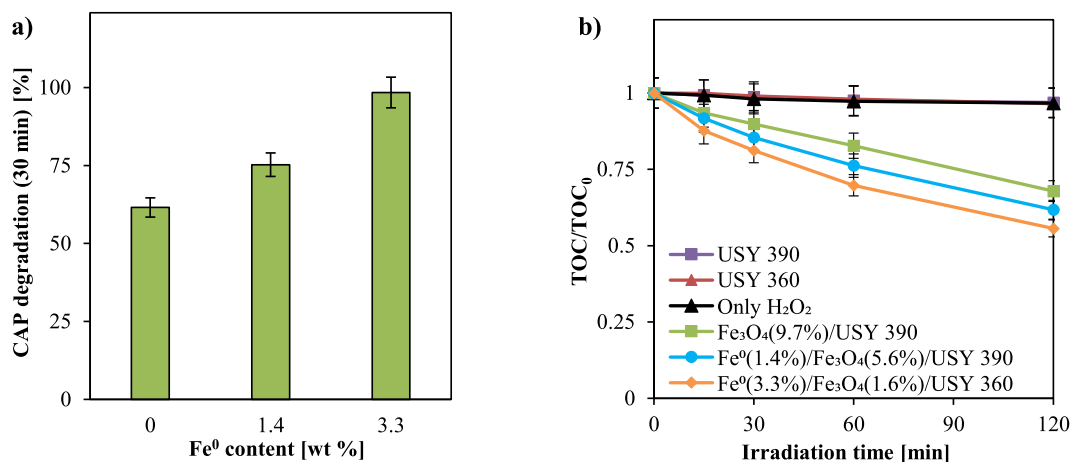 a)
CAP degradation (30 min) [%]
100
75
50
25
0
0 1.4 3.3
Fe⁰ content [wt %]
b)
TOC/TOC₀
1
0.75
0.5
0.25
0
USY 390
USY 360
Only H₂O₂
Fe₃O₄(9.7%)/USY 390
Fe⁰(1.4%)/Fe₃O₄(5.6%)/USY 390
Fe⁰(3.3%)/Fe₃O₄(1.6%)/USY 360
0 30 60 90 120
Irradiation time [min]